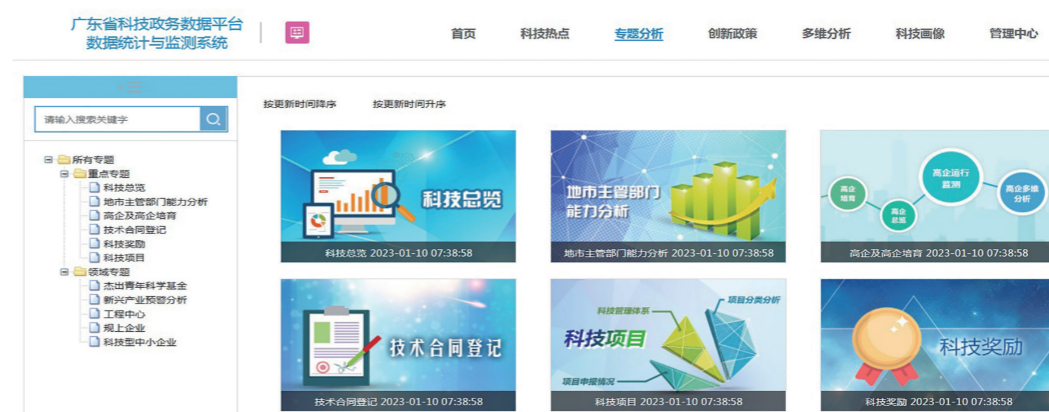 广东省科技政务数据平台
数据统计与监测系统
首页 科技热点 专题分析 创新政策 多维分析 科技画像 管理中心
请输入搜索关键字
所有专题
重点专题
科技总览
地市主管部门能力分析
高企及高企培育
技术合同登记
科技奖励
科技项目
领域专题
杰出青年科学基金
新兴产业预警分析
工程中心
规上企业
科技型中小企业
按更新时间降序 按更新时间升序
科技总览
科技总览 2023-01-10 07:38:58
地市主管部门
能力分析
地市主管部门能力分析 2023-01-10 07:38:58
高企
培育
高企
总览
高企运行
监测
高企多维
分析
高企及高企培育 2023-01-10 07:38:58
技术合同登记
技术合同登记 2023-01-10 07:38:58
科技管理体系
项目分类分析
科技项目
项目申报情况
科技项目 2023-01-10 07:38:58
科技奖励
科技奖励 2023-01-10 07:38:58